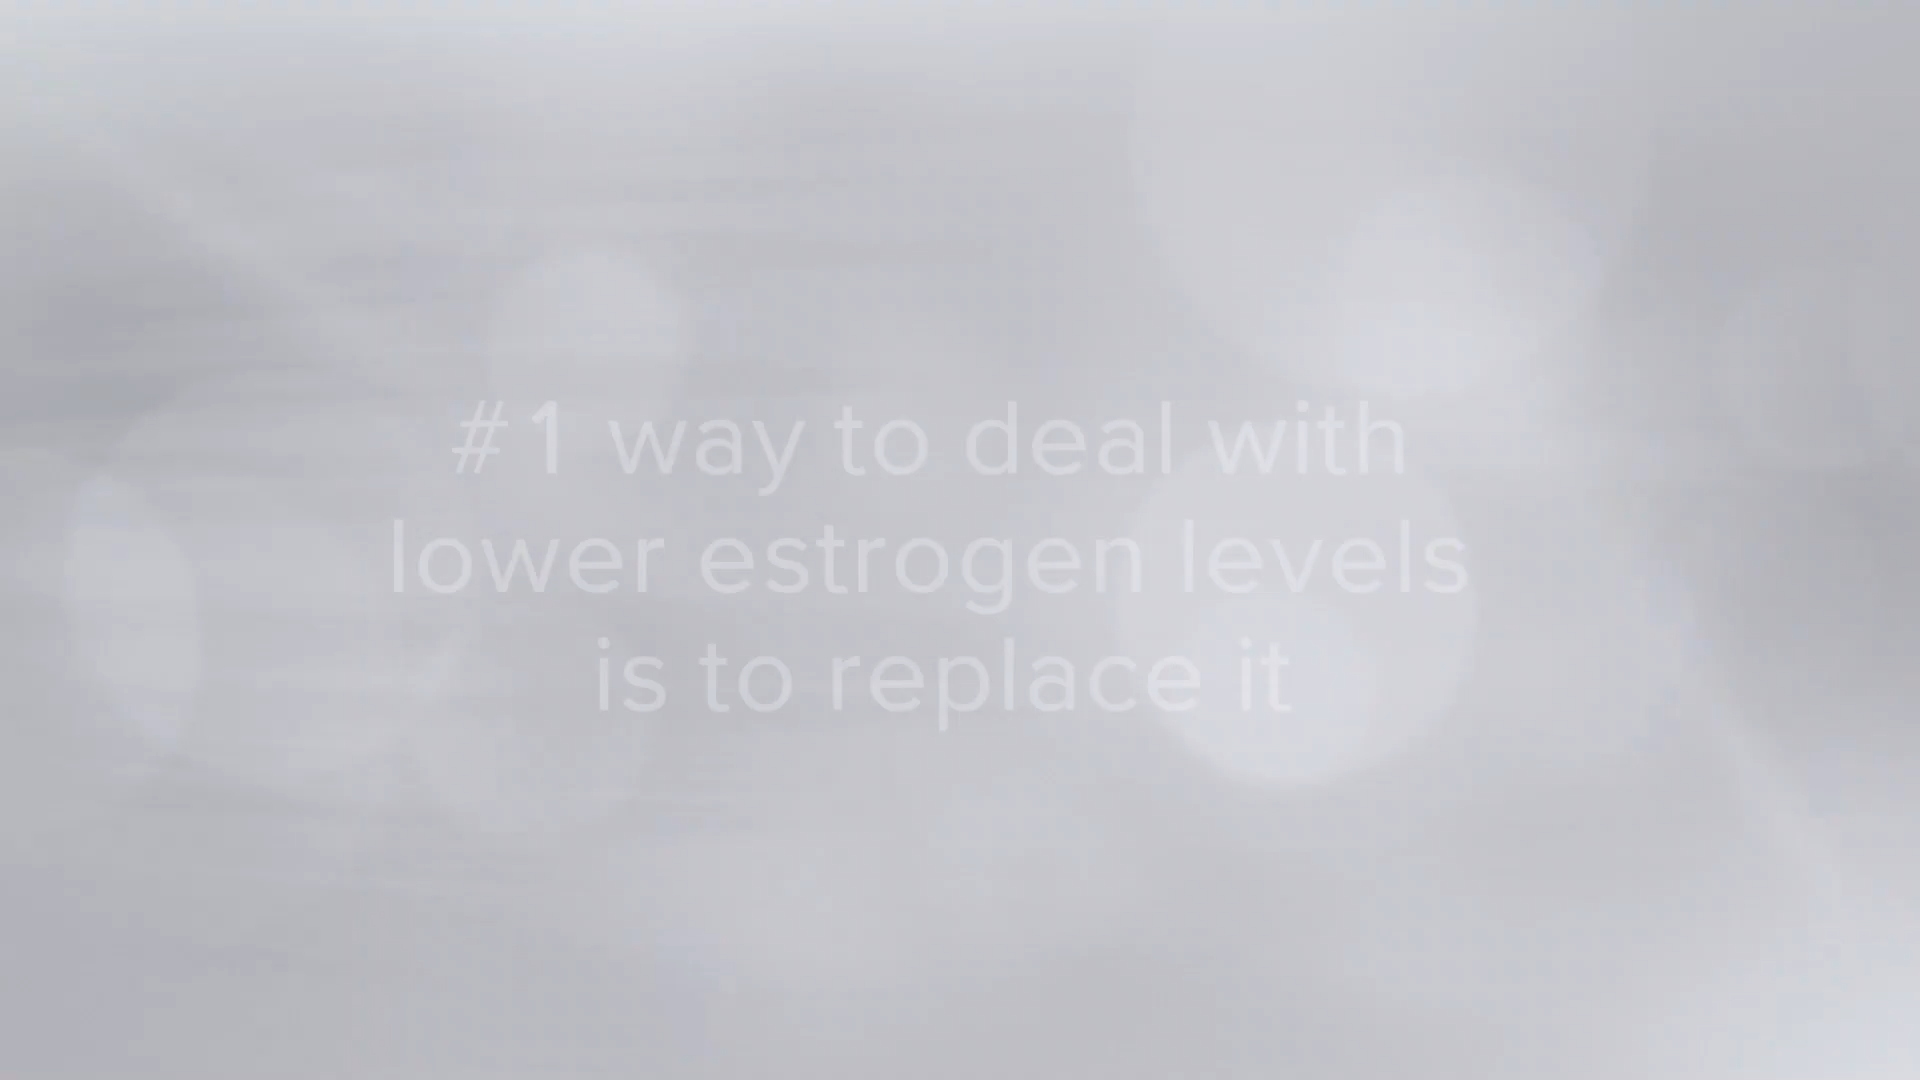 #1 way to deal with
lower estrogen levels
is to replace it